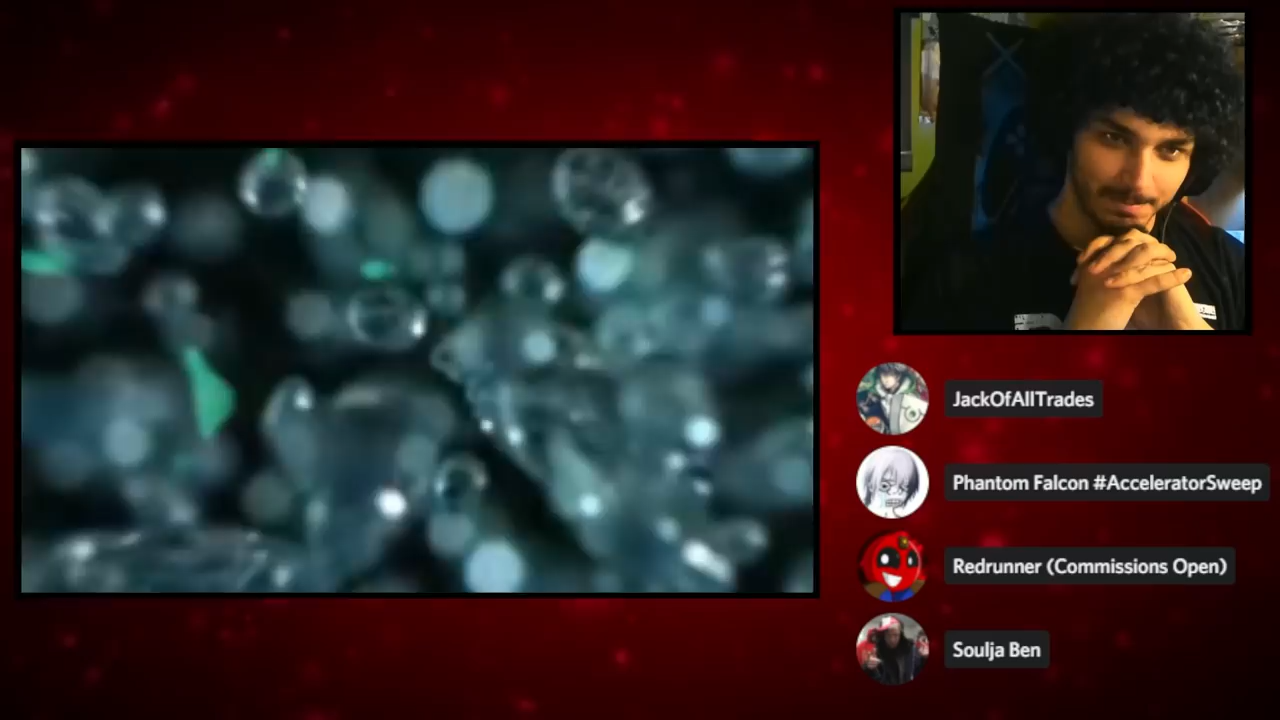 JackOfAllTrades
Phantom Falcon #AcceleratorSweep
Redrunner (Commissions Open)
Soulja Ben